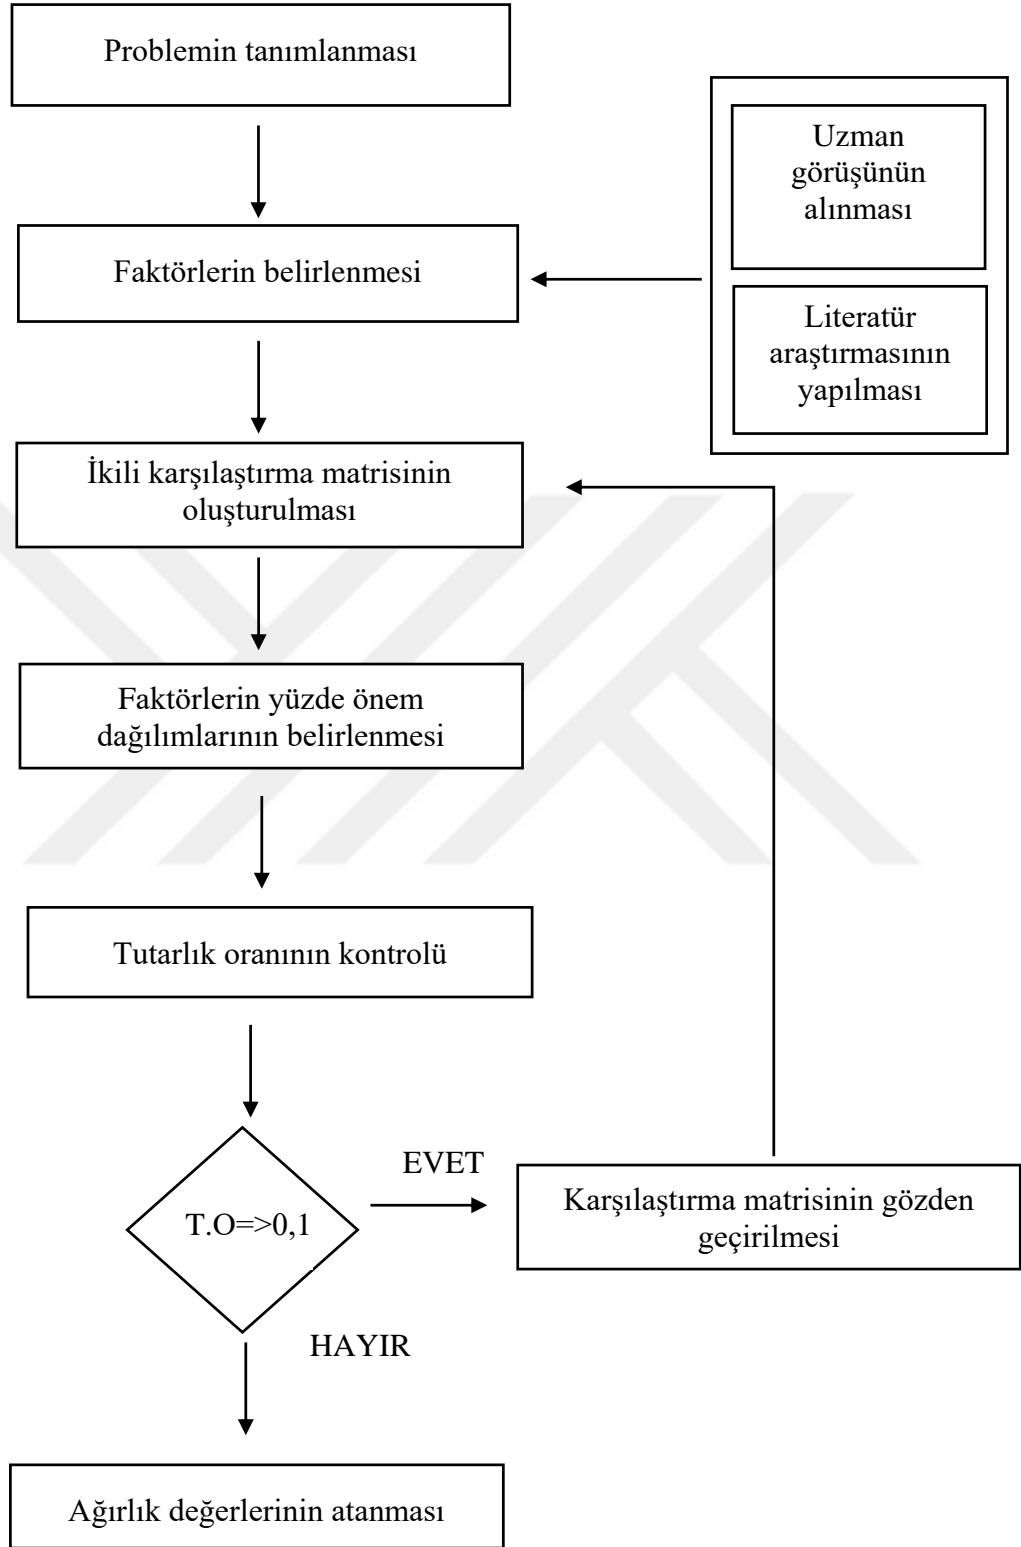 Problemin tanımlanması
Uzman
görüşünün
alınması
Faktörlerin belirlenmesi
Literatür
araştırmasının
yapılması
İkili karşılaştırma matrisinin
oluşturulması
Faktörlerin yüzde önem
dağılımlarının belirlenmesi
Tutarlık oranının kontrolü
EVET
T.O=>0,1
Karşılaştırma matrisinin gözden
geçirilmesi
HAYIR
Ağırlık değerlerinin atanması